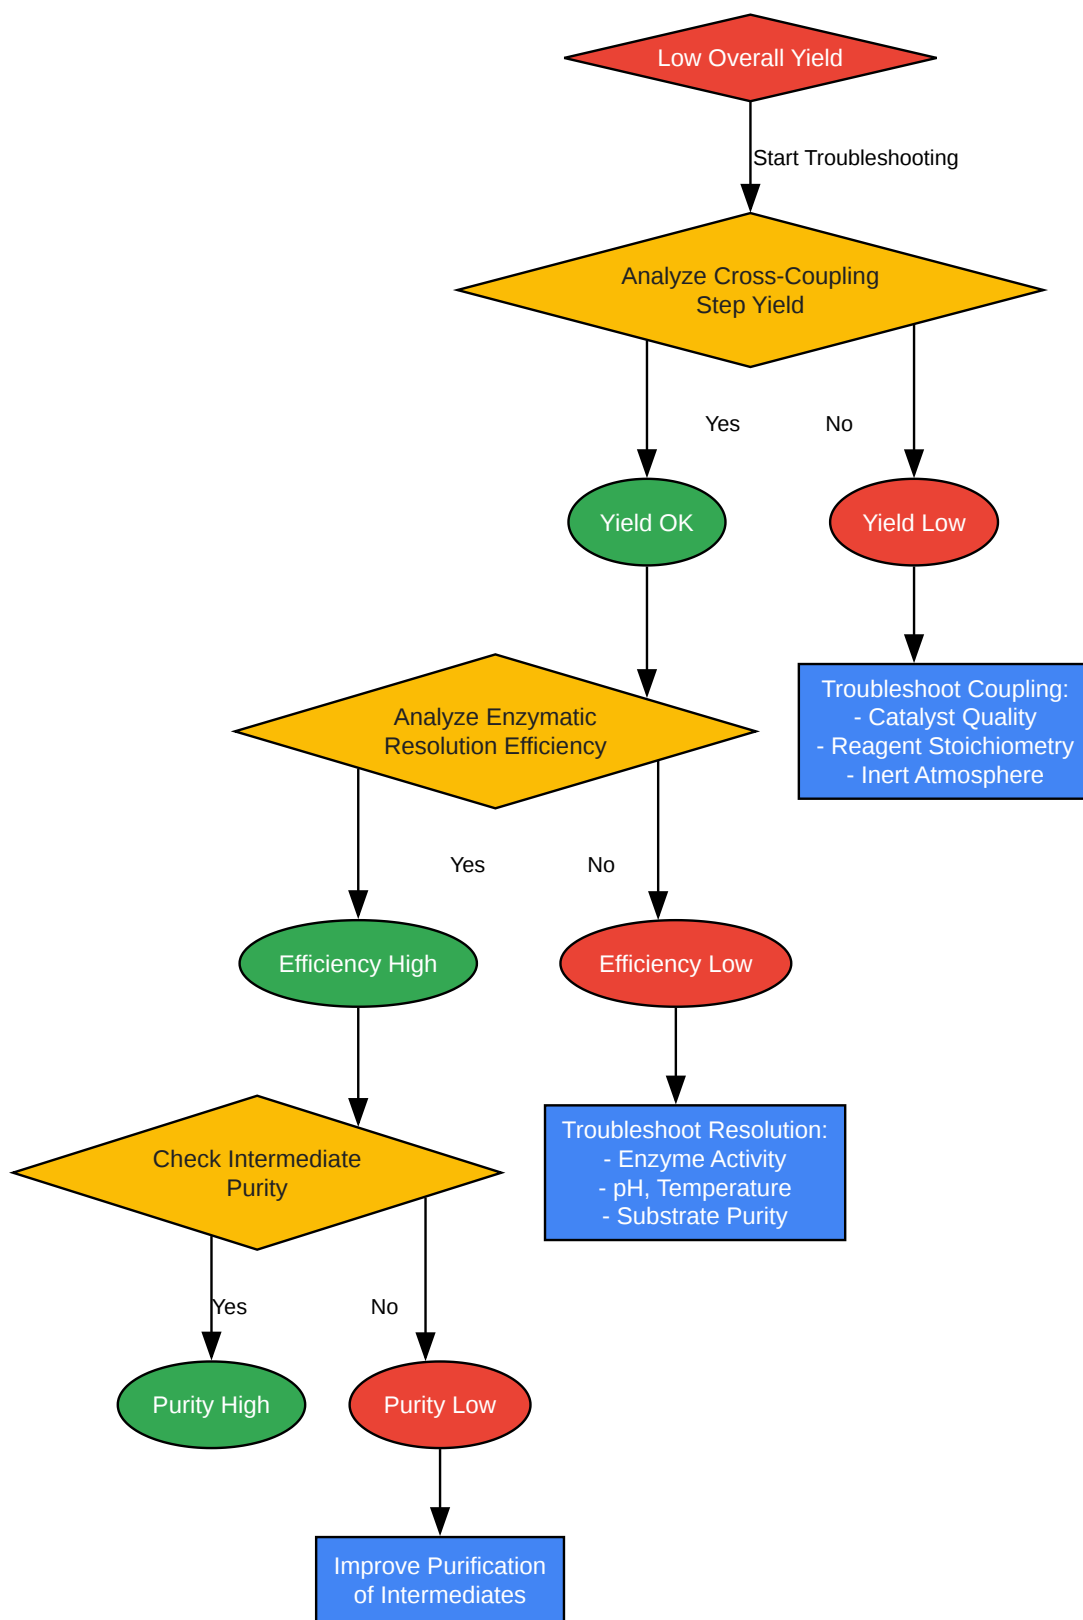 Low Overall Yield
Start Troubleshooting
Analyze Cross-Coupling
Step Yield
Yes
No
Yield OK
Yield Low
Troubleshoot Coupling:
- Catalyst Quality
- Reagent Stoichiometry
- Inert Atmosphere
Analyze Enzymatic
Resolution Efficiency
Yes
No
Efficiency High
Efficiency Low
Troubleshoot Resolution:
- Enzyme Activity
- pH, Temperature
- Substrate Purity
Check Intermediate
Purity
Yes
No
Purity High
Purity Low
Improve Purification
of Intermediates